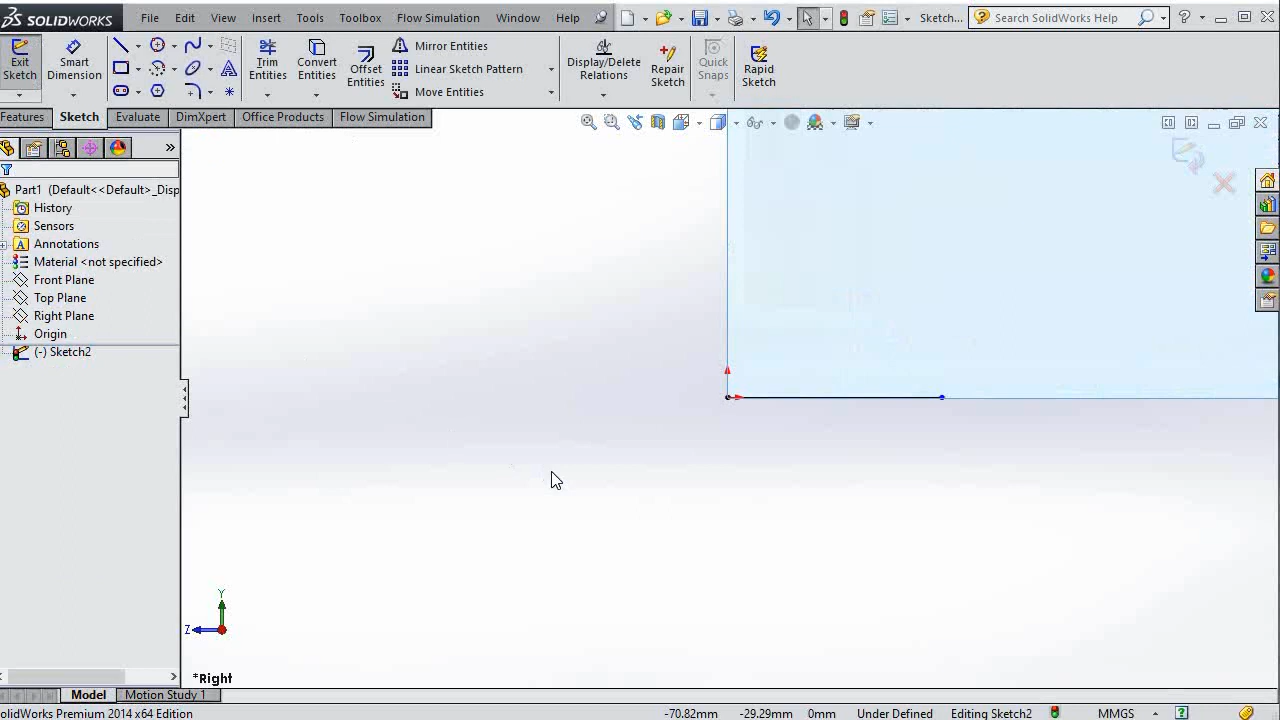 SOLIDWORKS File Edit View Insert Tools Toolbox Flow Simulation Window Help Sketch... Search SolidWorks Help
Exit Sketch
Smart Dimension
Trim Entities
Convert Entities
Offset Entities
Mirror Entities
Linear Sketch Pattern
Move Entities
Display/Delete Relations
Repair Sketch
Quick Snaps
Rapid Sketch
Features Sketch Evaluate DimXpert Office Products Flow Simulation
Part1 (Default<<Default>_Disp
History
Sensors
A Annotations
Material <not specified>
Front Plane
Top Plane
Right Plane
Origin
(-) Sketch2
Y
Z
*Right
Model Motion Study 1
SolidWorks Premium 2014 x64 Edition -70.82mm -29.29mm 0mm Under Defined Editing Sketch2 MMGS